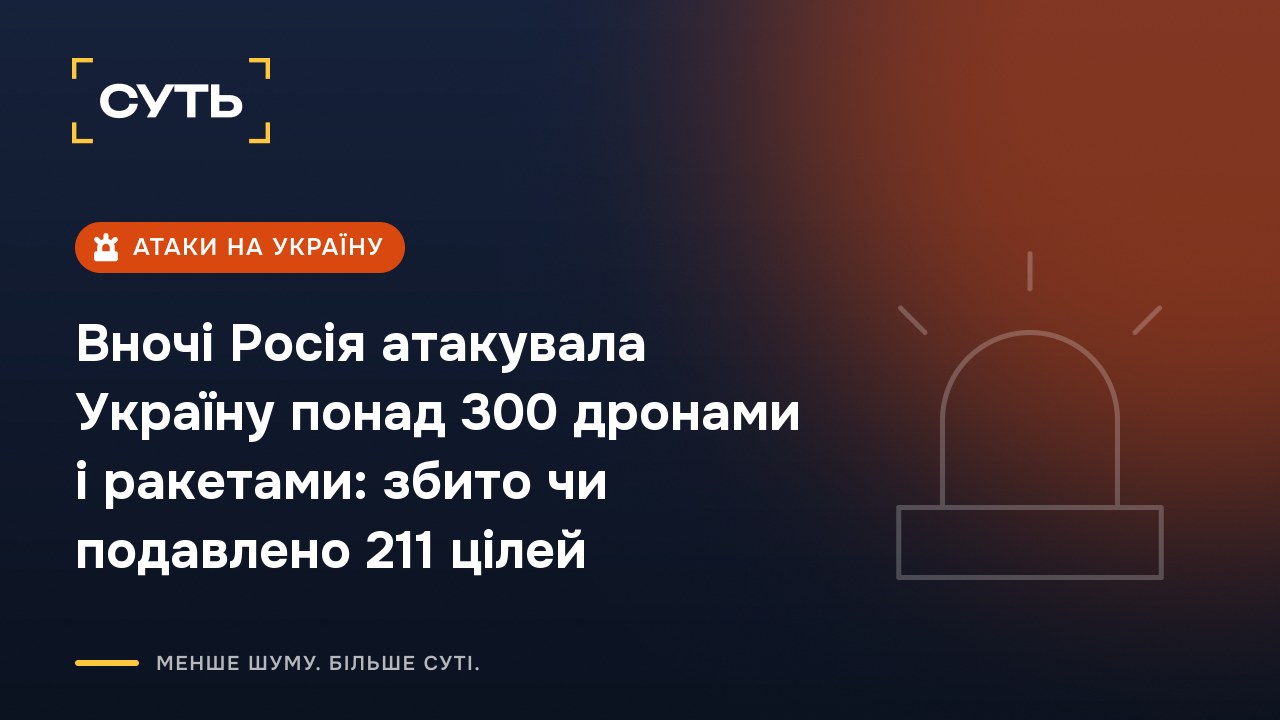 СУТЬ
АТАКИ НА УКРАЇНУ
Вночі Росія атакувала
Україну понад 300 дронами
і ракетами: збито чи
подавлено 211 цілей
МЕНШЕ ШУМУ. БІЛЬШЕ СУТІ.